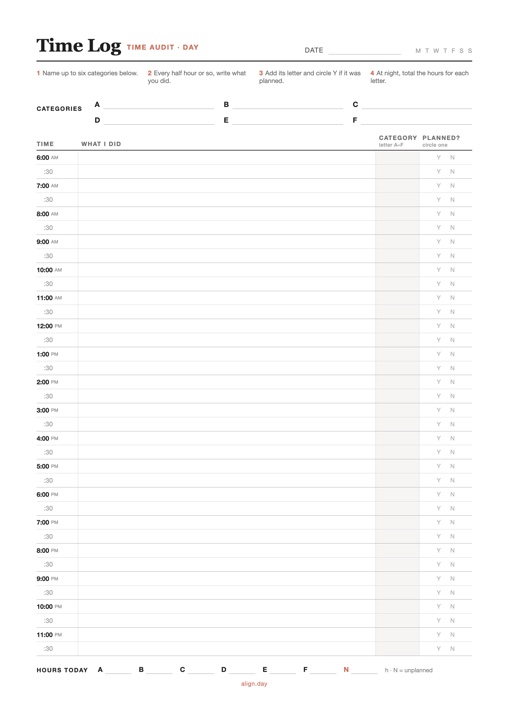 Time Log TIME AUDIT · DAY DATE M T W T F S S
1 Name up to six categories below.
2 Every half hour or so, write what
you did.
3 Add its letter and circle Y if it was
planned.
4 At night, total the hours for each
letter.
CATEGORIES A B C
D E F
TIME WHAT I DID CATEGORY PLANNED?
letter A–F circle one
6:00 AM Y N
:30 Y N
7:00 AM Y N
:30 Y N
8:00 AM Y N
:30 Y N
9:00 AM Y N
:30 Y N
10:00 AM Y N
:30 Y N
11:00 AM Y N
:30 Y N
12:00 PM Y N
:30 Y N
1:00 PM Y N
:30 Y N
2:00 PM Y N
:30 Y N
3:00 PM Y N
:30 Y N
4:00 PM Y N
:30 Y N
5:00 PM Y N
:30 Y N
6:00 PM Y N
:30 Y N
7:00 PM Y N
:30 Y N
8:00 PM Y N
:30 Y N
9:00 PM Y N
:30 Y N
10:00 PM Y N
:30 Y N
11:00 PM Y N
:30 Y N
HOURS TODAY A B C D E F N h · N = unplanned
align.day